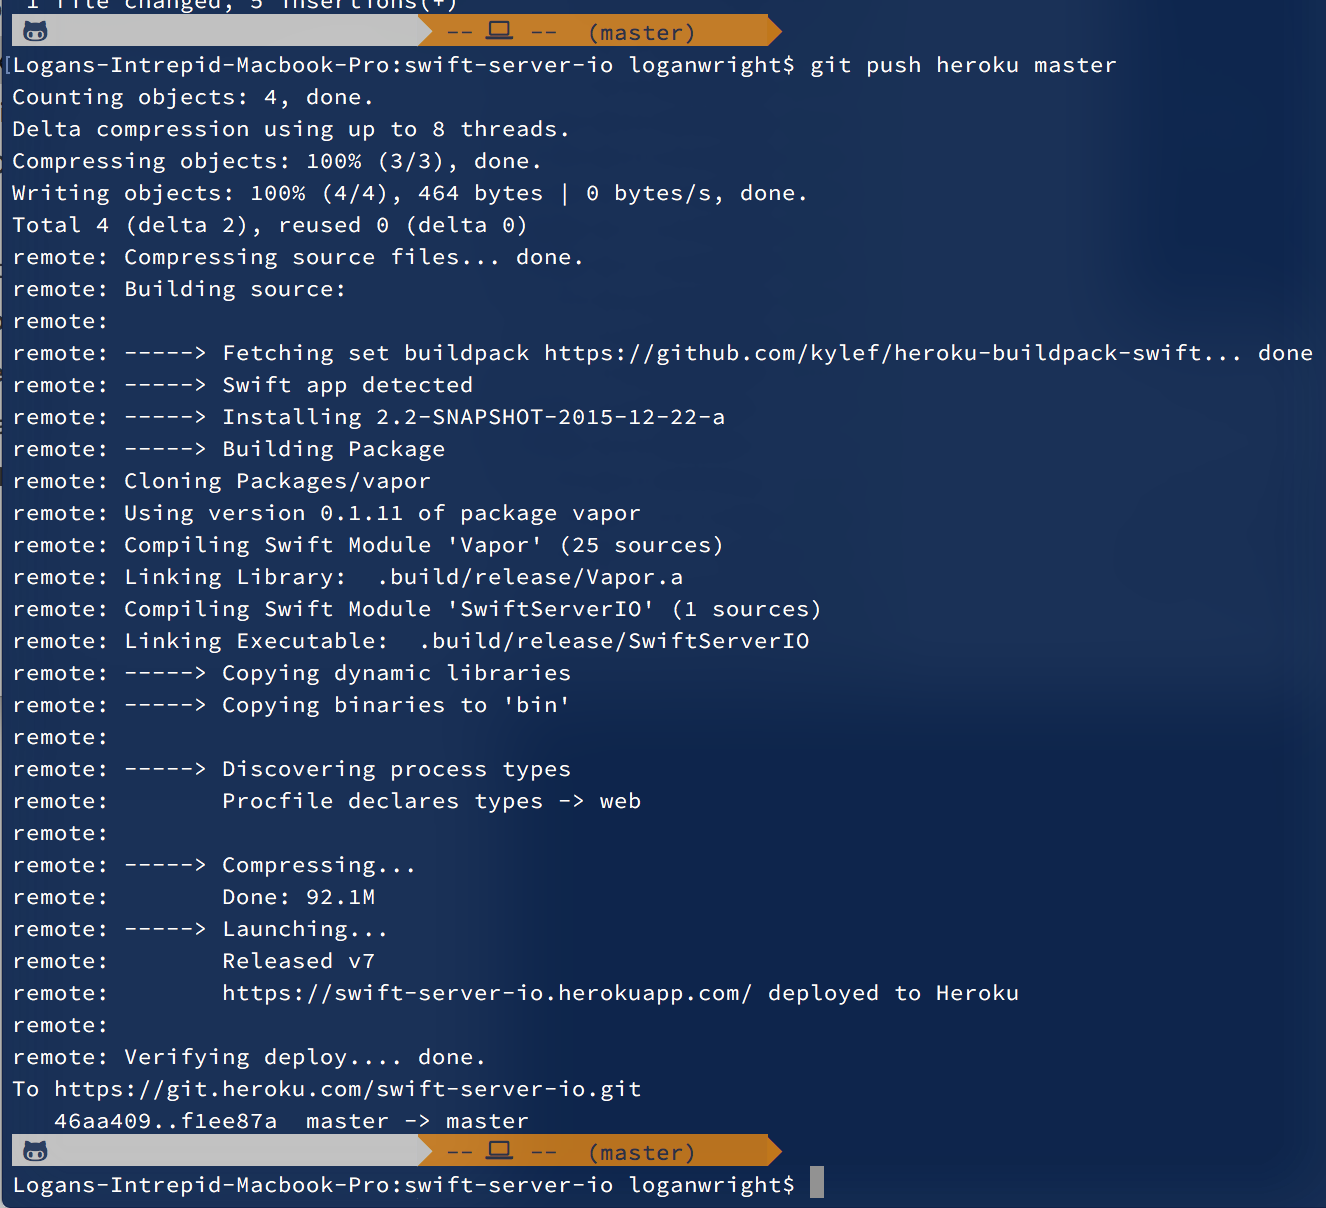 1 file changed, 5 insertions(+)
-- -- (master)
Logans-Intrepid-Macbook-Pro:swift-server-io loganwright$ git push heroku master
Counting objects: 4, done.
Delta compression using up to 8 threads.
Compressing objects: 100% (3/3), done.
Writing objects: 100% (4/4), 464 bytes | 0 bytes/s, done.
Total 4 (delta 2), reused 0 (delta 0)
remote: Compressing source files... done.
remote: Building source:
remote:
remote: -----> Fetching set buildpack https://github.com/kylef/heroku-buildpack-swift... done
remote: -----> Swift app detected
remote: -----> Installing 2.2-SNAPSHOT-2015-12-22-a
remote: -----> Building Package
remote: Cloning Packages/vapor
remote: Using version 0.1.11 of package vapor
remote: Compiling Swift Module 'Vapor' (25 sources)
remote: Linking Library:  .build/release/Vapor.a
remote: Compiling Swift Module 'SwiftServerIO' (1 sources)
remote: Linking Executable:  .build/release/SwiftServerIO
remote: -----> Copying dynamic libraries
remote: -----> Copying binaries to 'bin'
remote:
remote: -----> Discovering process types
remote:        Procfile declares types -> web
remote:
remote: -----> Compressing...
remote:        Done: 92.1M
remote: -----> Launching...
remote:        Released v7
remote:        https://swift-server-io.herokuapp.com/ deployed to Heroku
remote:
remote: Verifying deploy.... done.
To https://git.heroku.com/swift-server-io.git
   46aa409..f1ee87a  master -> master
-- -- (master)
Logans-Intrepid-Macbook-Pro:swift-server-io loganwright$